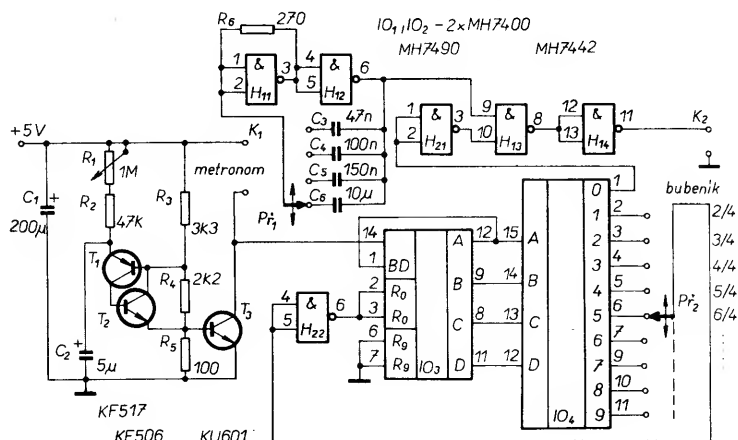 R6 270
IO1, IO2 - 2xMH7400
MH7490 MH7442
1 2 & H11 3
4 5 & H12 6
1 2 & H21 3
9 10 & H13 8
12 13 & H14 11
K2
C3 47n
C4 100n
C5 150n
C6 10µ
Př1
+5V
K1
metronom
R1 1M
R2 47K
R3 3K3
R4 2K2
R5 100
C1 + 200µ
C2 + 5µ
T1
T2
T3
4 5 & H22 6
14 1 BD
2 R0
3 R0
6 R9
7 R9
IO3
A 12 15 A
B 9 14 B
C 8 13 C
D 11 12 D
IO4
0 1
1 2
2 3
3 4
4 5
5 6
6 7
7 9
8 10
9 11
bubeník
2/4
3/4
4/4
5/4
6/4
Př2
KF517
KF506 KU601